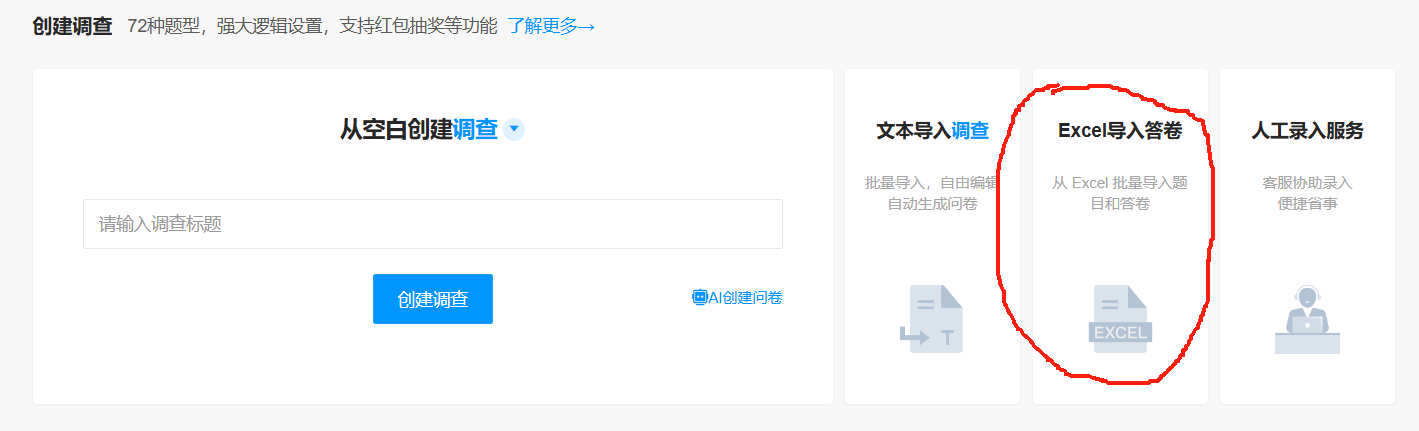 创建调查 72种题型，强大逻辑设置，支持红包抽奖等功能 了解更多→
从空白创建调查
请输入调查标题
创建调查
AI创建问卷
文本导入调查
批量导入，自由编辑
自动生成问卷
T
Excel导入答卷
从 Excel 批量导入题
目和答卷
EXCEL
人工录入服务
客服协助录入
便捷省事